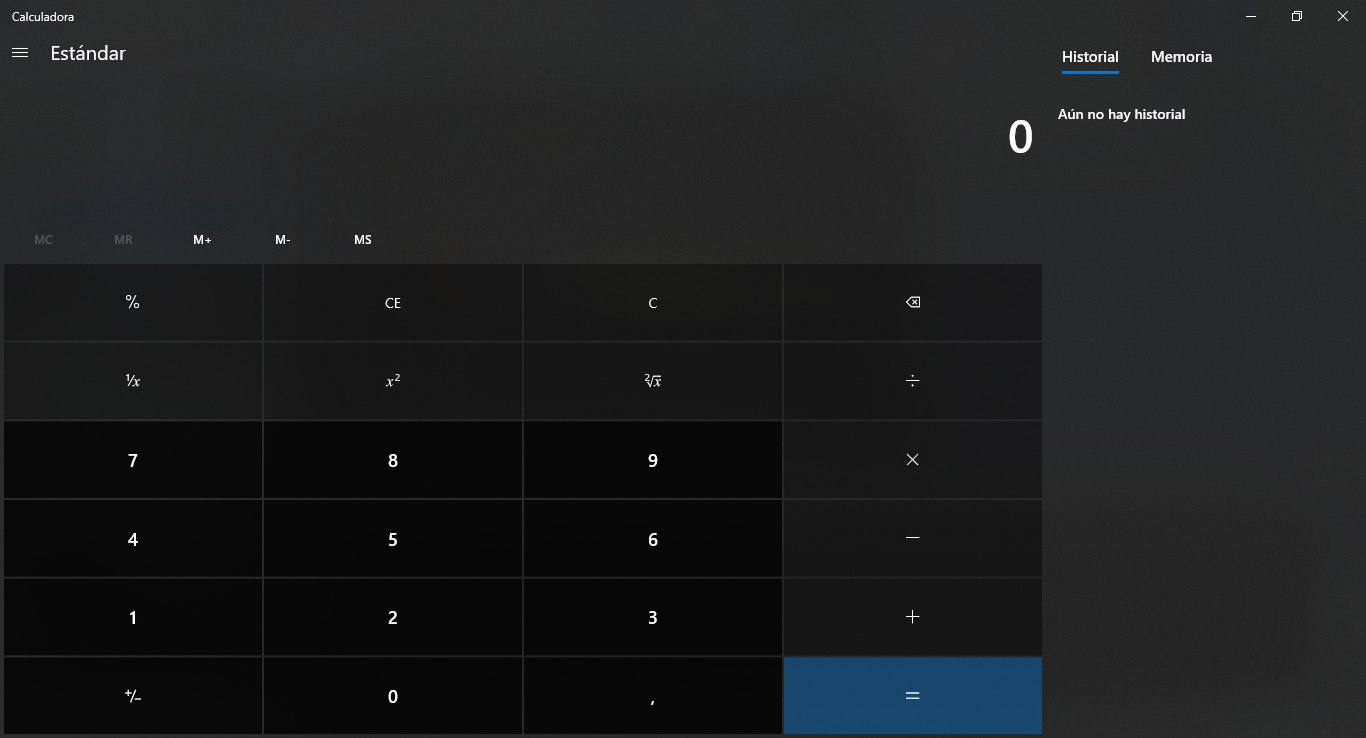 Calculadora
Estándar
Historial Memoria
Aún no hay historial
0
MC MR M+ M- MS
% CE C
¹/x x² ²√x ÷
7 8 9 ×
4 5 6 −
1 2 3 +
+/− 0 , =